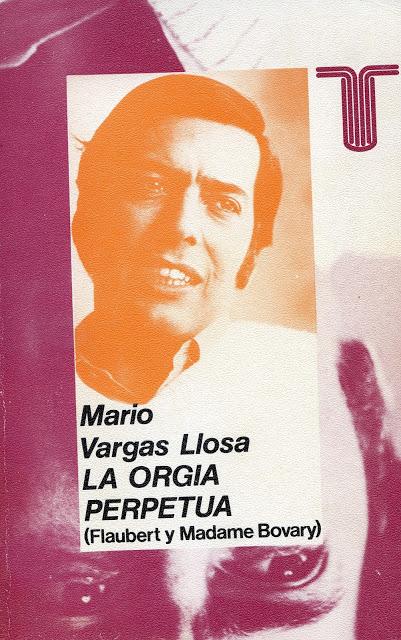 Mario
Vargas Llosa
LA ORGIA
PERPETUA
(Flaubert y Madame Bovary)